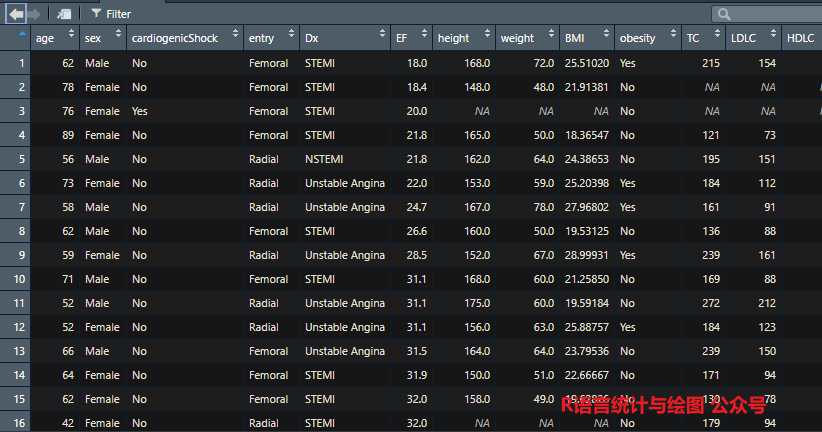 Filter
age sex cardiogenicShock entry Dx EF height weight BMI obesity TC LDLC HDLC
1 62 Male No Femoral STEMI 18.0 168.0 72.0 25.51020 Yes 215 154
2 78 Female No Femoral STEMI 18.4 148.0 48.0 21.91381 No NA NA
3 76 Female Yes Femoral STEMI 20.0 NA NA NA No NA NA
4 89 Female No Femoral STEMI 21.8 165.0 50.0 18.36547 No 121 73
5 56 Male No Radial NSTEMI 21.8 162.0 64.0 24.38653 No 195 151
6 73 Female No Radial Unstable Angina 22.0 153.0 59.0 25.20398 Yes 184 112
7 58 Male No Radial Unstable Angina 24.7 167.0 78.0 27.96802 Yes 161 91
8 62 Male No Femoral STEMI 26.6 160.0 50.0 19.53125 No 136 88
9 59 Female No Radial Unstable Angina 28.5 152.0 67.0 28.99931 Yes 239 161
10 71 Male No Femoral STEMI 31.1 168.0 60.0 21.25850 No 169 88
11 52 Male No Radial Unstable Angina 31.1 175.0 60.0 19.59184 No 272 212
12 52 Female No Radial Unstable Angina 31.1 156.0 63.0 25.88757 Yes 184 123
13 66 Male No Femoral Unstable Angina 31.5 164.0 64.0 23.79536 No 239 150
14 64 Female No Femoral STEMI 31.9 150.0 51.0 22.66667 No 171 94
15 62 Female No Femoral STEMI 32.0 158.0 49.0 78
R语言统计与绘图 公众号
16 42 Female No Radial STEMI 32.0 NA NA NA No 179 94